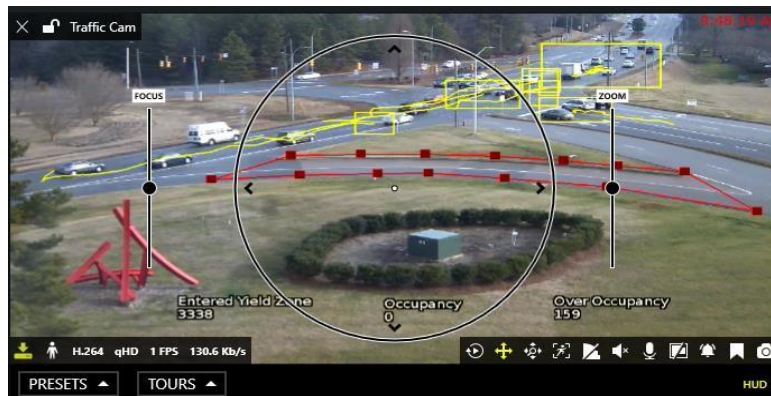 Traffic Cam
FOCUS
ZOOM
Entered Yield Zone
3338
Occupancy
0
Over Occupancy
159
H.264 qHD 1 FPS 130.6 Kb/s
PRESETS
TOURS
HUD